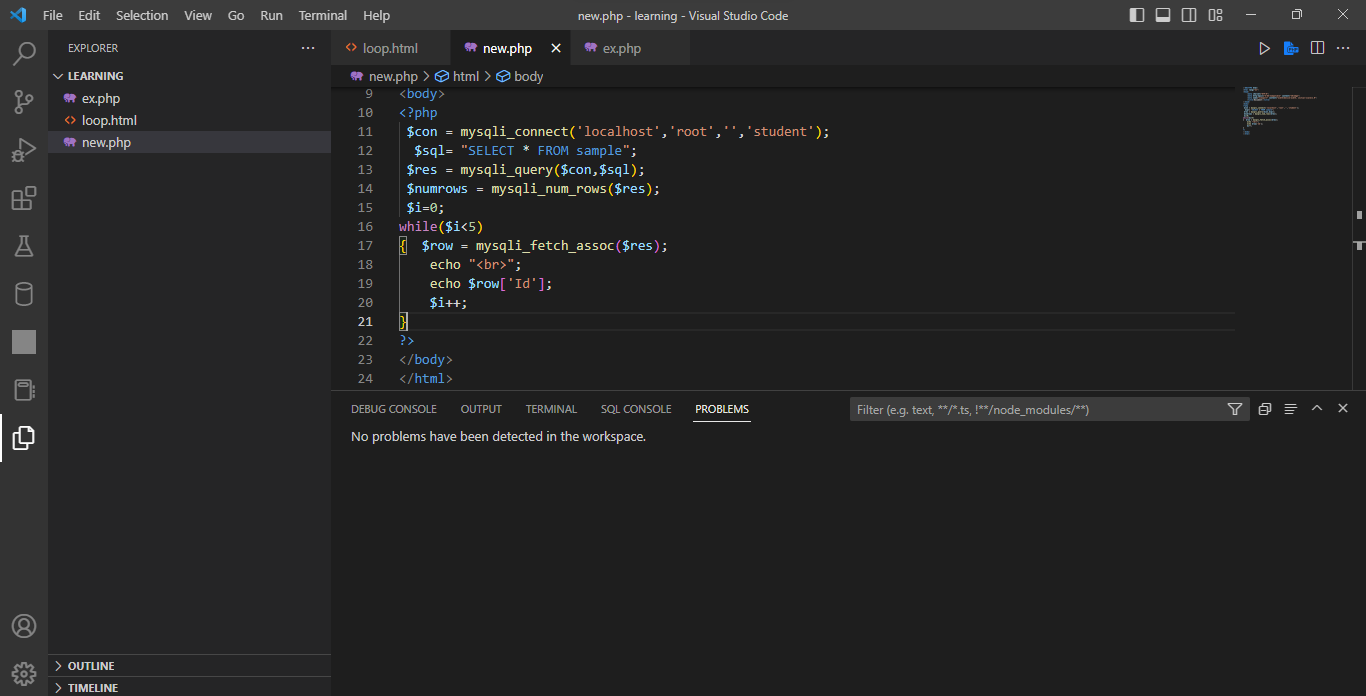 File Edit Selection View Go Run Terminal Help new.php - learning - Visual Studio Code
EXPLORER
LEARNING
ex.php
loop.html
new.php
OUTLINE
TIMELINE
loop.html new.php ex.php
new.php > html > body
9 <body>
10 <?php
11 $con = mysqli_connect('localhost','root','','student');
12 $sql= "SELECT * FROM sample";
13 $res = mysqli_query($con,$sql);
14 $numrows = mysqli_num_rows($res);
15 $i=0;
16 while($i<5)
17 { $row = mysqli_fetch_assoc($res);
18 echo "<br>";
19 echo $row['Id'];
20 $i++;
21 }
22 ?>
23 </body>
24 </html>
DEBUG CONSOLE OUTPUT TERMINAL SQL CONSOLE PROBLEMS Filter (e.g. text, **/*.ts, !**/node_modules/**)
No problems have been detected in the workspace.